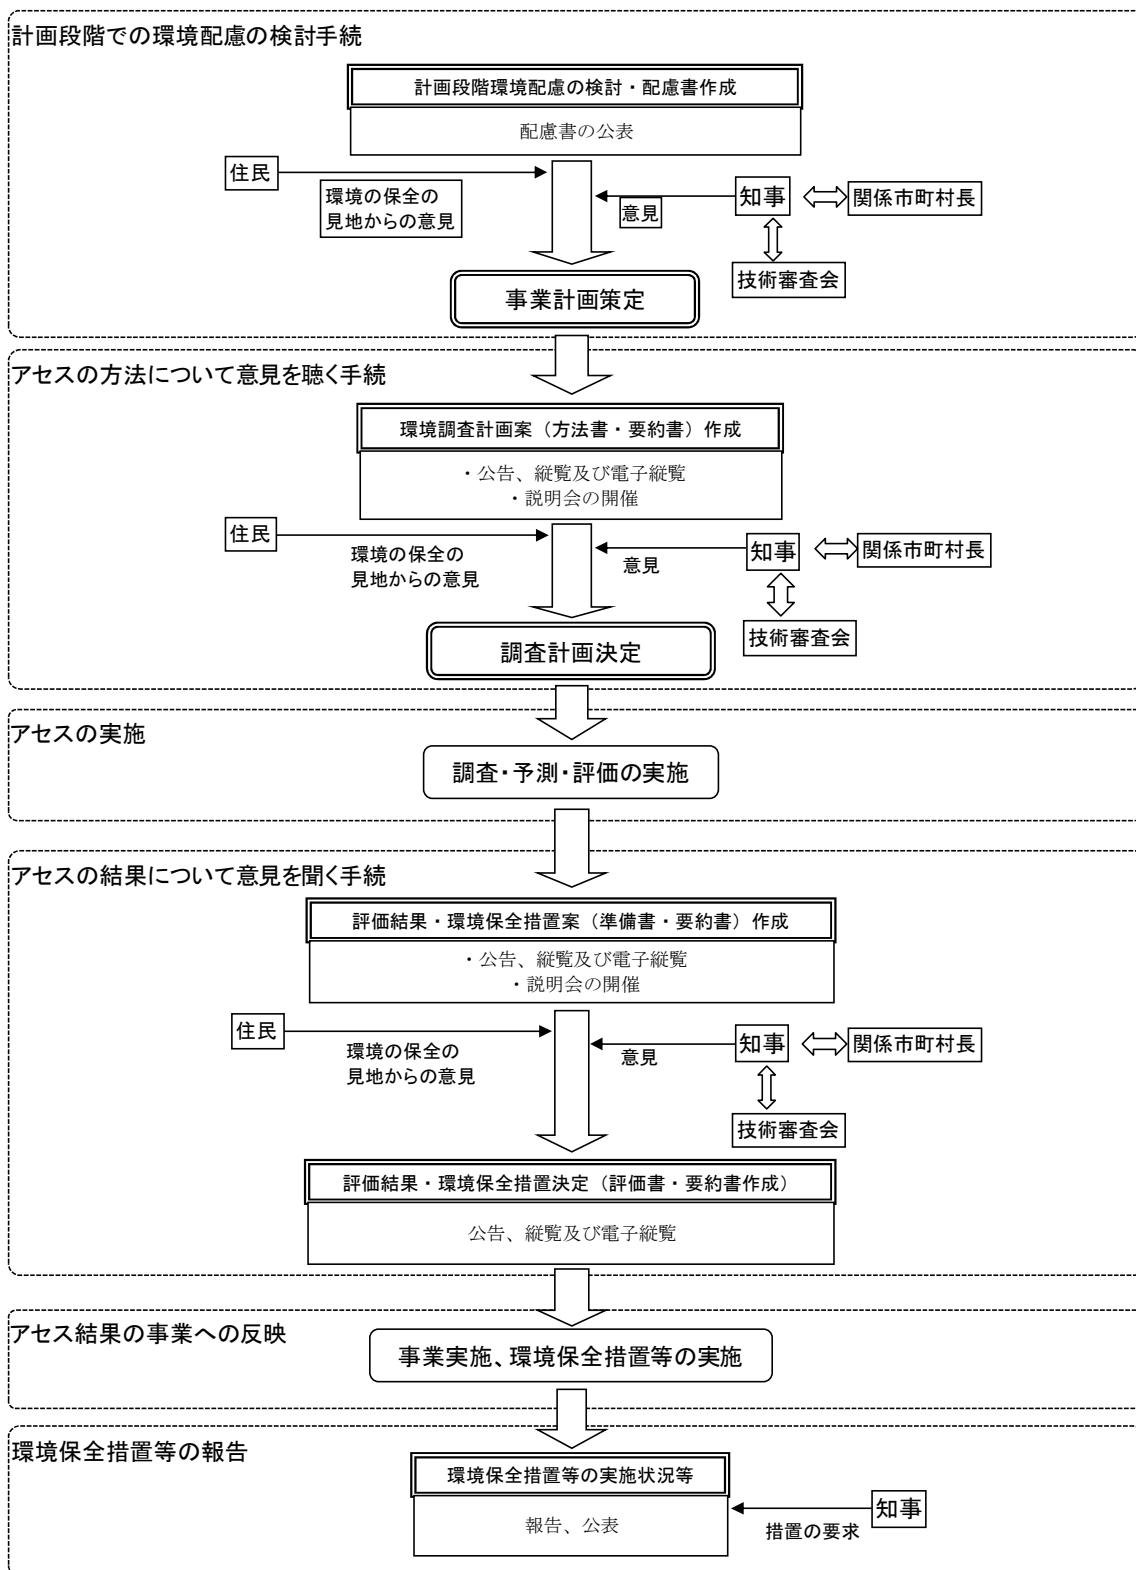 計画段階での環境配慮の検討手続
計画段階環境配慮の検討・配慮書作成
配慮書の公表
住民
環境の保全の
見地からの意見
意見
知事
関係市町村長
技術審査会
事業計画策定
アセスの方法について意見を聴く手続
環境調査計画案（方法書・要約書）作成
・公告、縦覧及び電子縦覧
・説明会の開催
住民
環境の保全の
見地からの意見
意見
知事
関係市町村長
技術審査会
調査計画決定
アセスの実施
調査・予測・評価の実施
アセスの結果について意見を聞く手続
評価結果・環境保全措置案（準備書・要約書）作成
・公告、縦覧及び電子縦覧
・説明会の開催
住民
環境の保全の
見地からの意見
意見
知事
関係市町村長
技術審査会
評価結果・環境保全措置決定（評価書・要約書作成）
公告、縦覧及び電子縦覧
アセス結果の事業への反映
事業実施、環境保全措置等の実施
環境保全措置等の報告
環境保全措置等の実施状況等
報告、公表
知事
措置の要求